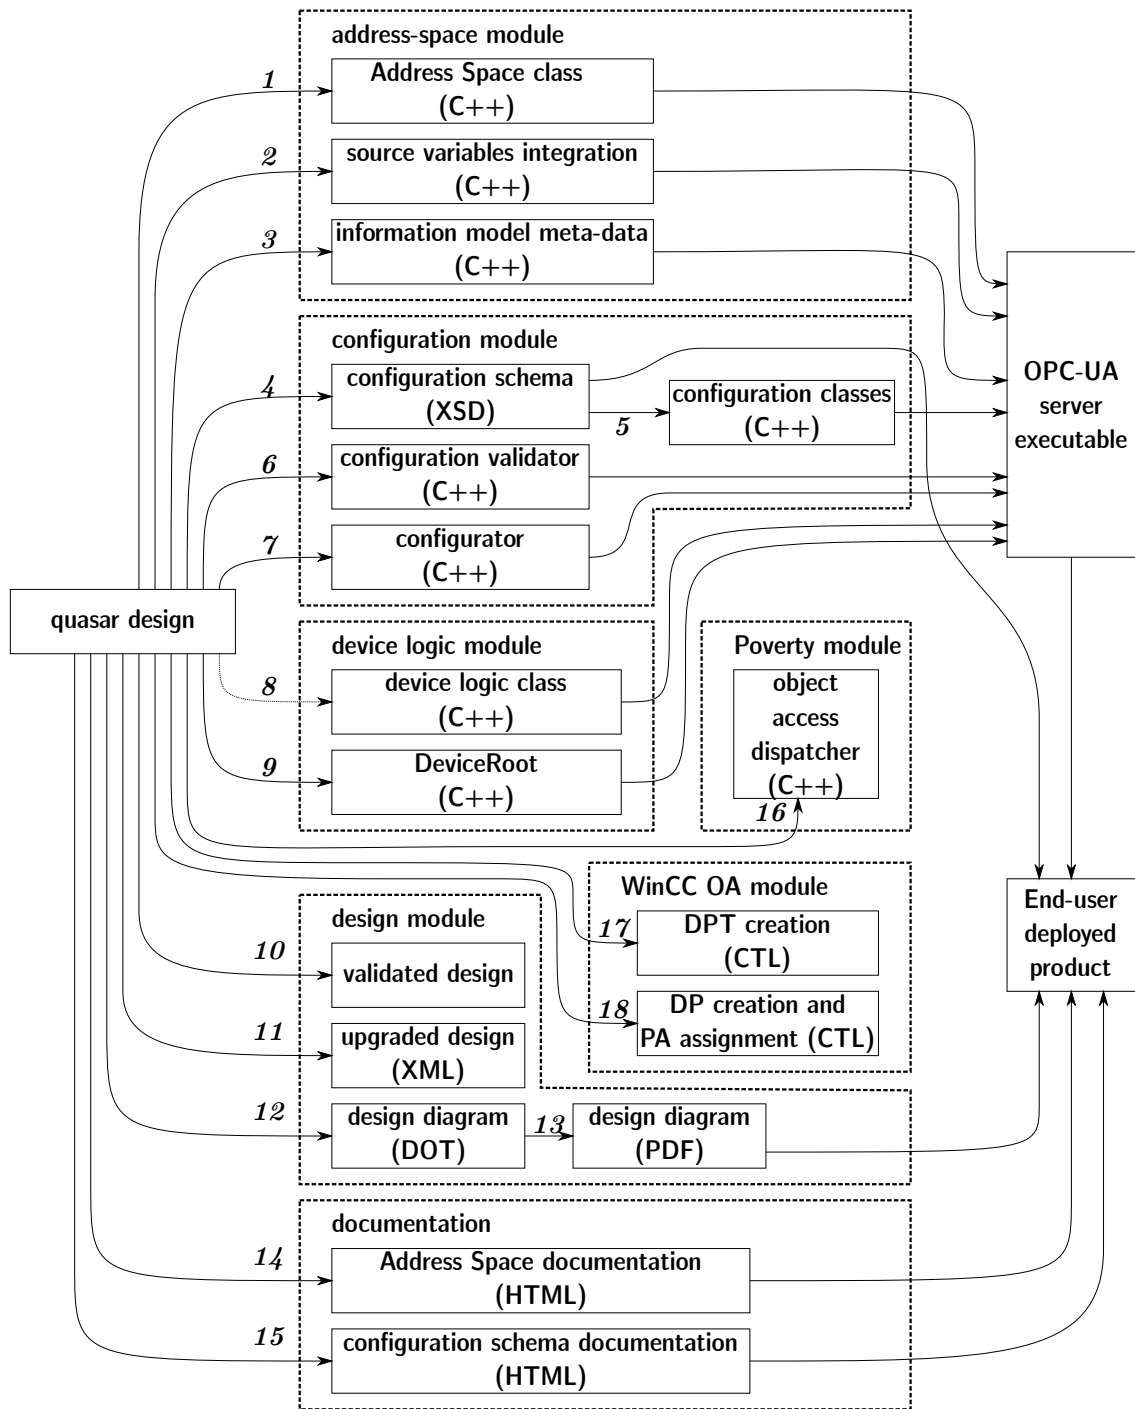 address-space module
1
Address Space class
(C++)
2
source variables integration
(C++)
3
information model meta-data
(C++)
configuration module
4
configuration schema
(XSD)
5
configuration classes
(C++)
OPC-UA
server
executable
6
configuration validator
(C++)
7
configurator
(C++)
quasar design
device logic module
8
device logic class
(C++)
9
DeviceRoot
(C++)
Poverty module
object
access
dispatcher
(C++)
16
WinCC OA module
17
DPT creation
(CTL)
18
DP creation and
PA assignment (CTL)
End-user
deployed
product
design module
10
validated design
11
upgraded design
(XML)
12
design diagram
(DOT)
13
design diagram
(PDF)
documentation
14
Address Space documentation
(HTML)
15
configuration schema documentation
(HTML)